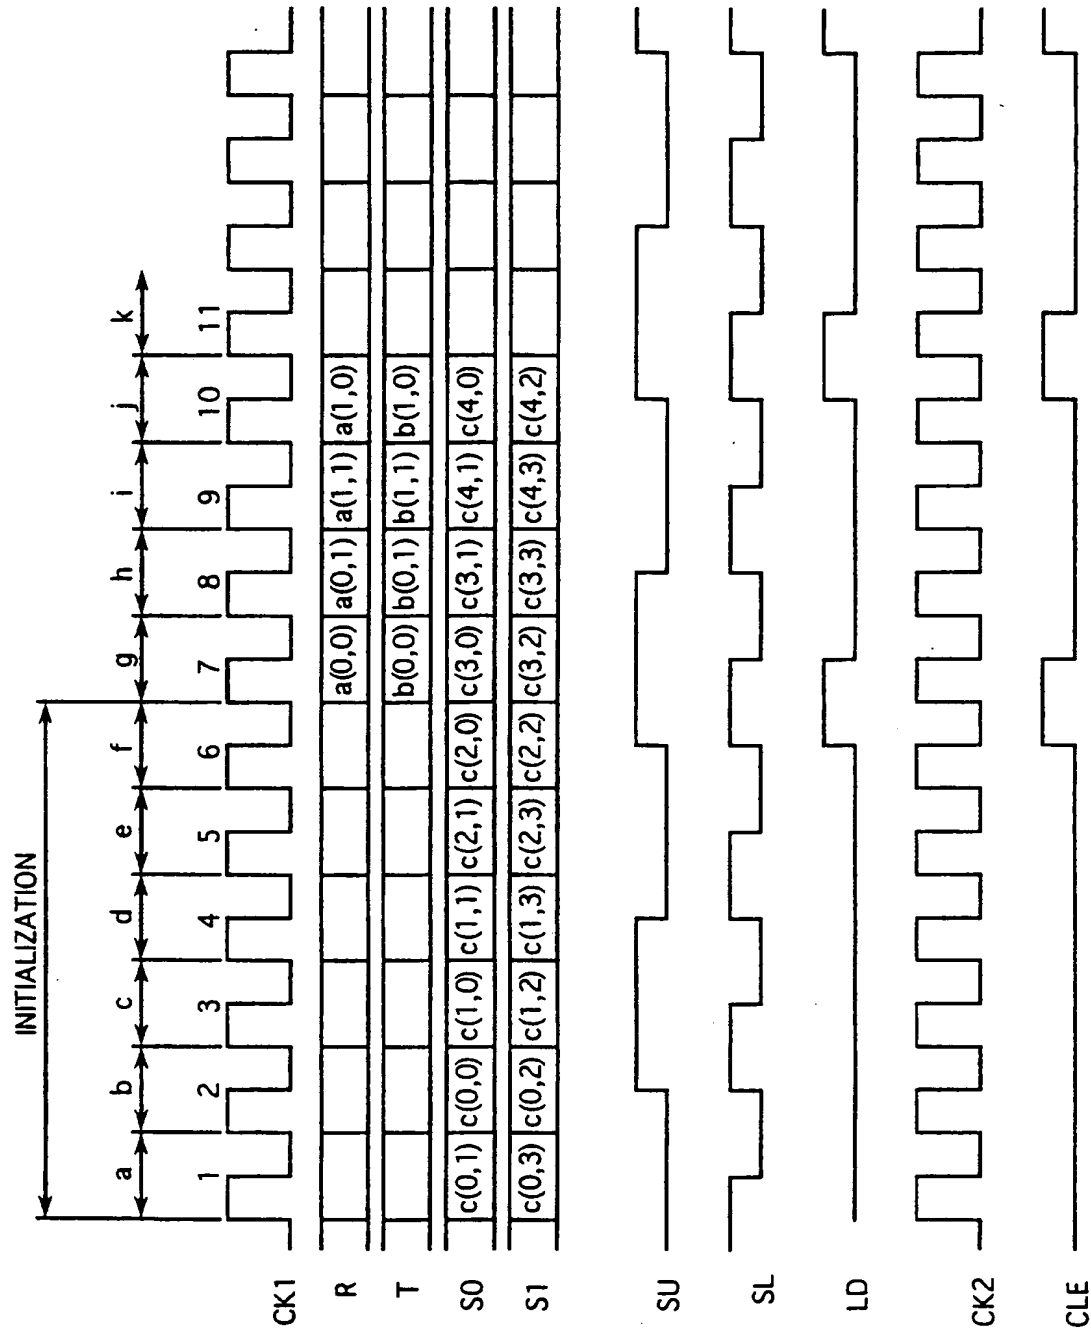 INITIALIZATION
a b c d e f g h i j k
1 2 3 4 5 6 7 8 9 10 11
CK1
R a(0,0) a(0,1) a(1,1) a(1,0)
T b(0,0) b(0,1) b(1,1) b(1,0)
S0 c(0,1) c(0,0) c(1,0) c(1,1) c(2,1) c(2,0) c(3,0) c(3,1) c(4,1) c(4,0)
S1 c(0,3) c(0,2) c(1,2) c(1,3) c(2,3) c(2,2) c(3,2) c(3,3) c(4,3) c(4,2)
SU
SL
LD
CK2
CLE